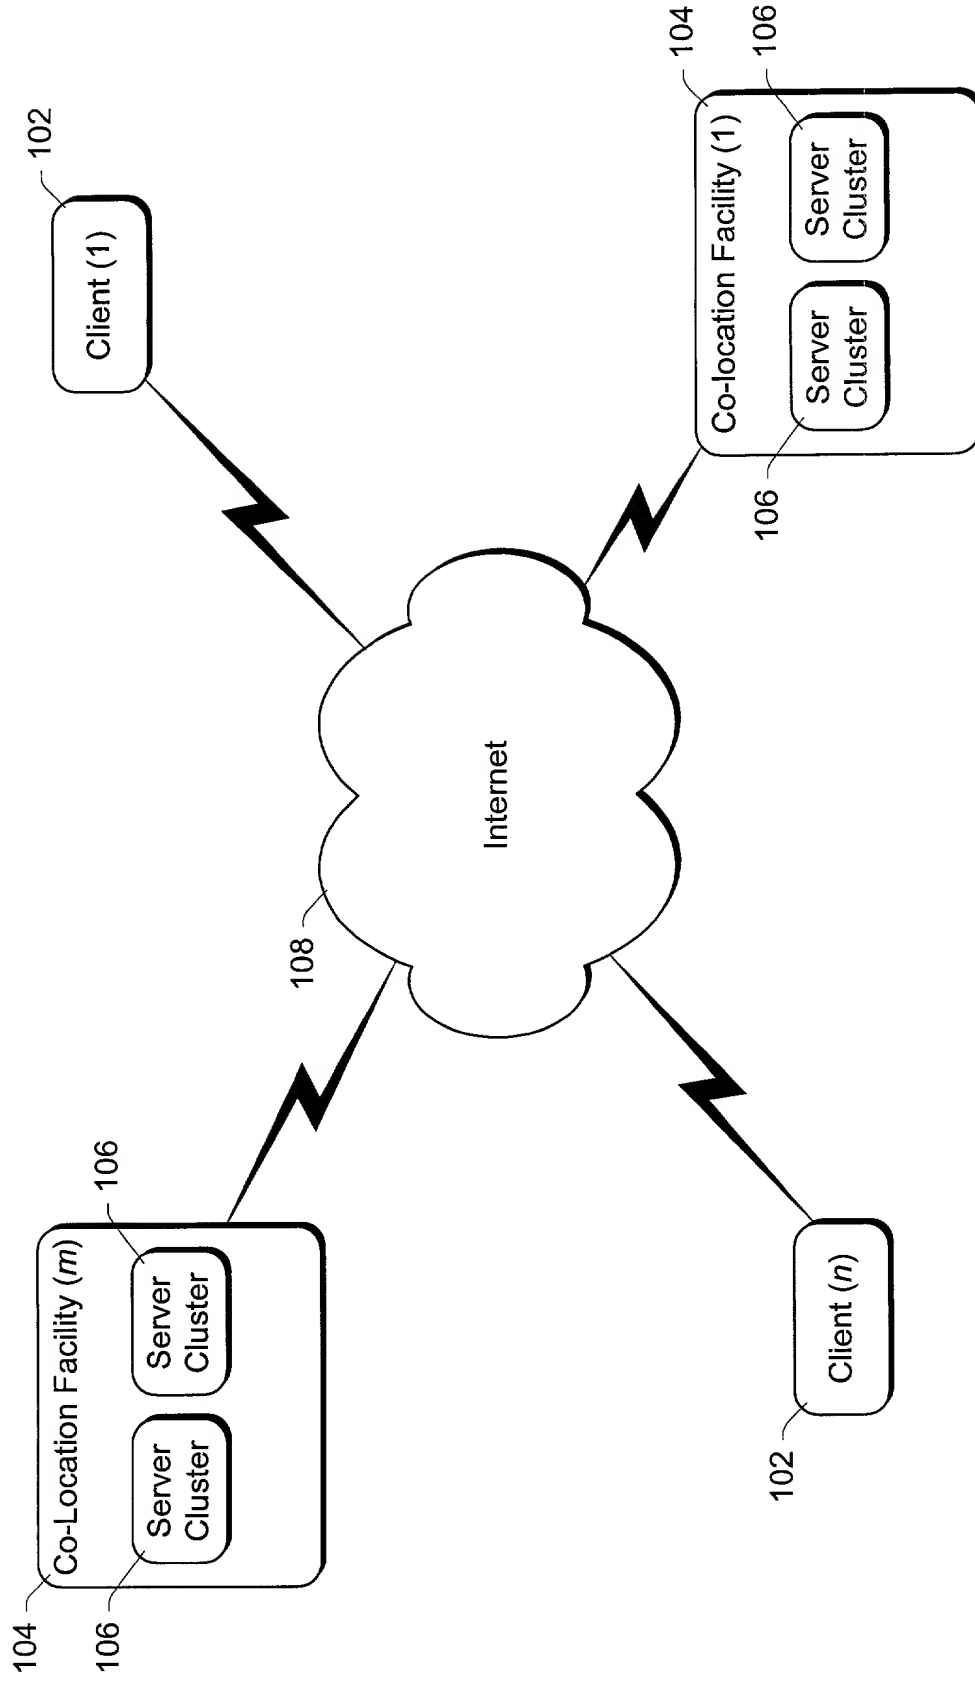 104
Co-Location Facility (m)
106
Server
Cluster
106
Server
Cluster
102
Client (1)
108
Internet
102
Client (n)
104
Co-location Facility (1)
106
Server
Cluster
106
Server
Cluster